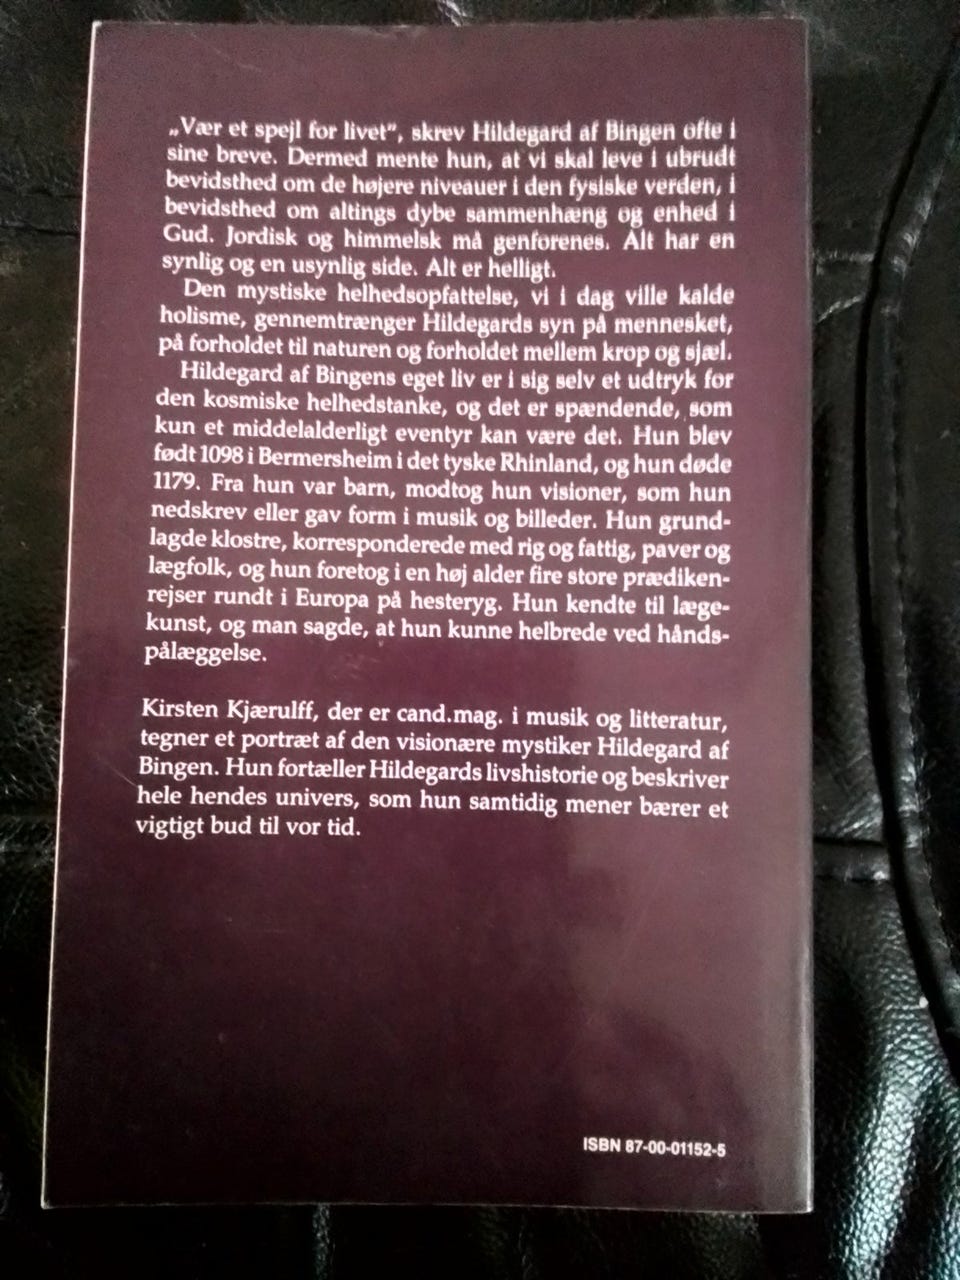 „Vær et spejl for livet", skrev Hildegard af Bingen ofte i
sine breve. Dermed mente hun, at vi skal leve i ubrudt
bevidsthed om de højere niveauer i den fysiske verden, i
bevidsthed om altings dybe sammenhæng og enhed i
Gud. Jordisk og himmelsk må genforenes. Alt har en
synlig og en usynlig side. Alt er helligt.
Den mystiske helhedsopfattelse, vi i dag ville kalde
holisme, gennemtrænger Hildegards syn på mennesket,
på forholdet til naturen og forholdet mellem krop og sjæl.
Hildegard af Bingens eget liv er i sig selv et udtryk for
den kosmiske helhedstanke, og det er spændende, som
kun et middelalderligt eventyr kan være det. Hun blev
født 1098 i Bermersheim i det tyske Rhinland, og hun døde
1179. Fra hun var barn, modtog hun visioner, som hun
nedskrev eller gav form i musik og billeder. Hun grund-
lagde klostre, korresponderede med rig og fattig, paver og
lægfolk, og hun foretog i en høj alder fire store prædiken-
rejser rundt i Europa på hesteryg. Hun kendte til læge-
kunst, og man sagde, at hun kunne helbrede ved hånds-
pålæggelse.
Kirsten Kjærulff, der er cand.mag. i musik og litteratur,
tegner et portræt af den visionære mystiker Hildegard af
Bingen. Hun fortæller Hildegards livshistorie og beskriver
hele hendes univers, som hun samtidig mener bærer et
vigtigt bud til vor tid.
ISBN 87-00-01152-5